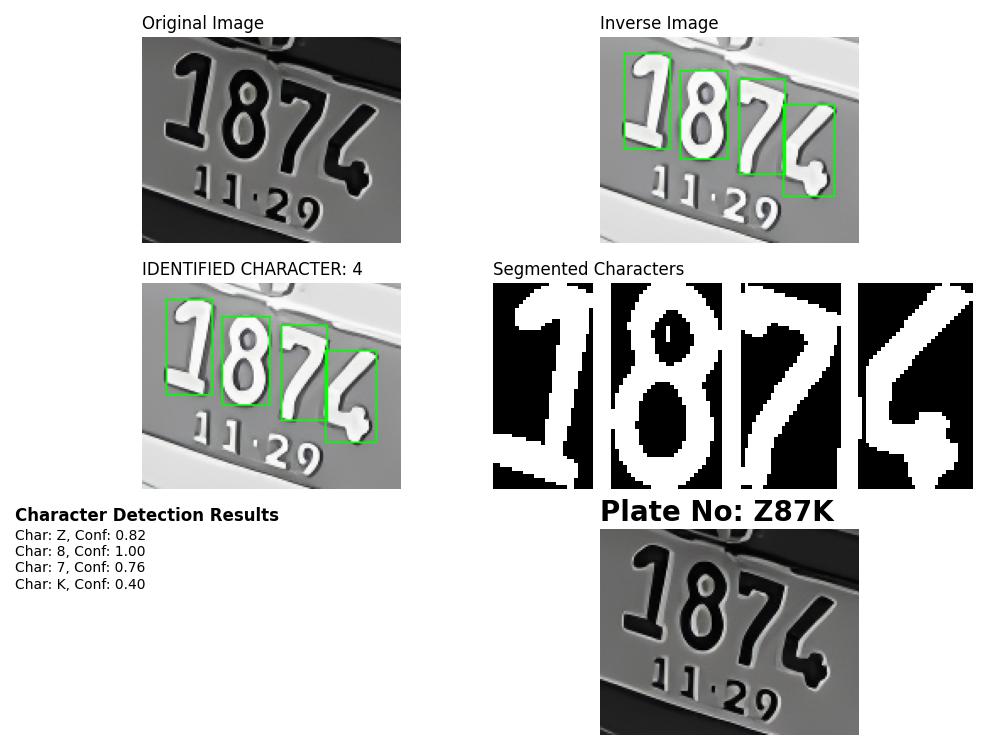 Original Image
1874
11·29
Inverse Image
1874
11·29
IDENTIFIED CHARACTER: 4
1874
11·29
Segmented Characters
1874
Character Detection Results
Char: Z, Conf: 0.82
Char: 8, Conf: 1.00
Char: 7, Conf: 0.76
Char: K, Conf: 0.40
Plate No: Z87K
1874
11·29